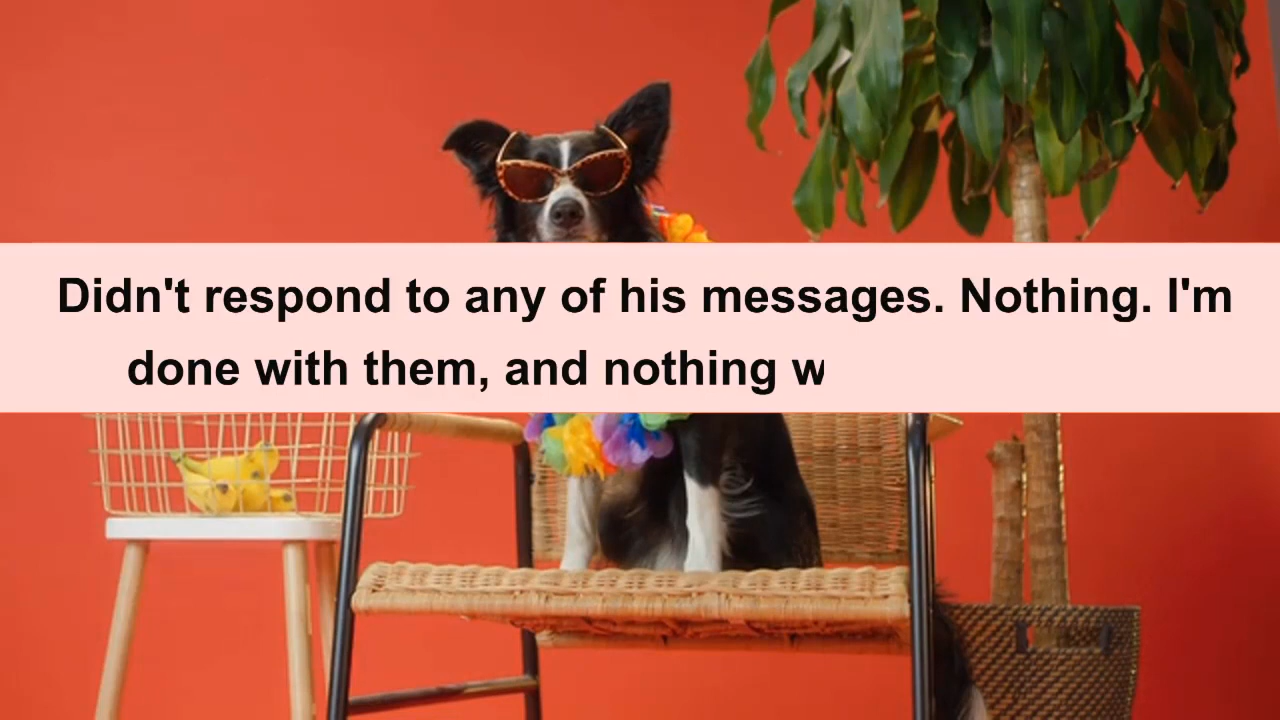 Didn't respond to any of his messages. Nothing. I'm
done with them, and nothing